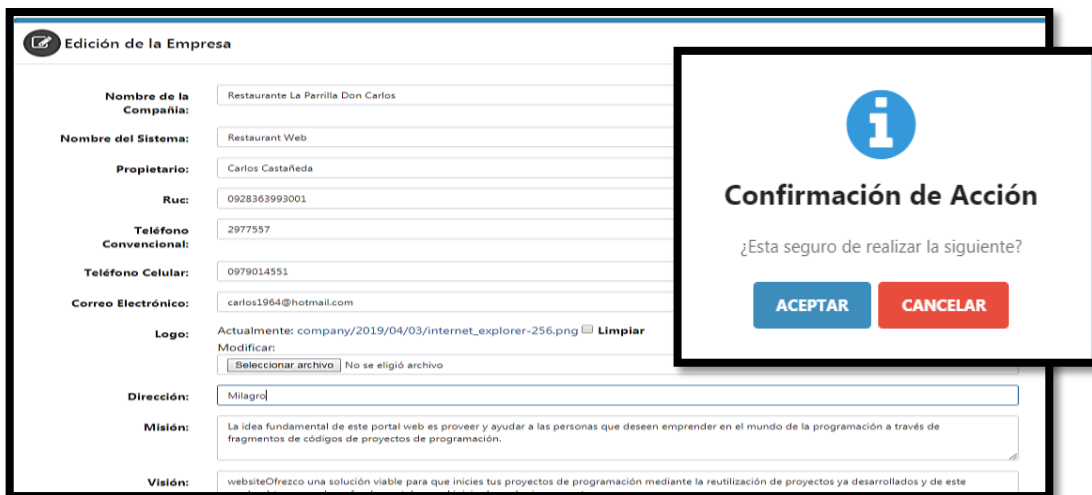 Edición de la Empresa
Nombre de la
Compañia:
Restaurante La Parrilla Don Carlos
Nombre del Sistema:
Restaurant Web
Propietario:
Carlos Castañeda
Ruc:
0928363993001
Teléfono
Convencional:
2977557
Teléfono Celular:
0979014551
Correo Electrónico:
carlos1964@hotmail.com
Logo:
Actualmente: company/2019/04/03/internet_explorer-256.png Limpiar
Modificar:
Seleccionar archivo No se eligió archivo
Dirección:
Milagro
Misión:
La idea fundamental de este portal web es proveer y ayudar a las personas que deseen emprender en el mundo de la programación a través de
fragmentos de códigos de proyectos de programación.
Visión:
websiteOfrezco una solución viable para que inicies tus proyectos de programación mediante la reutilización de proyectos ya desarrollados y de este
Confirmación de Acción
¿Esta seguro de realizar la siguiente?
ACEPTAR CANCELAR